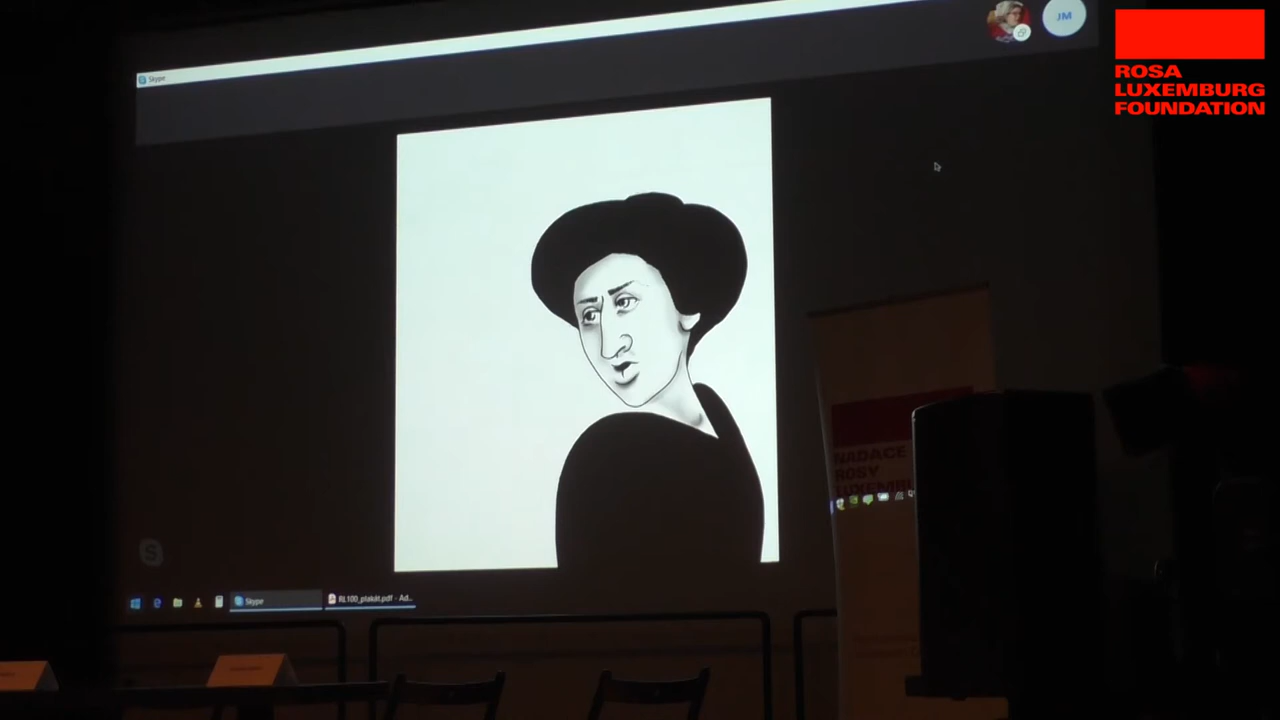 Skype
JM
ROSA
LUXEMBURG
FOUNDATION
NADACE
ROSY
LUXEMBU
S
Skype
RL100_plakát.pdf - Ad...